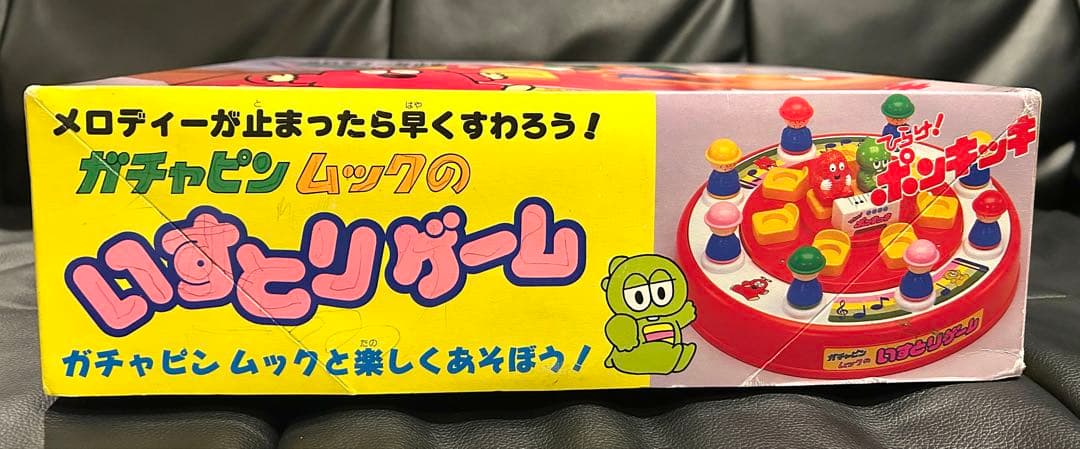 メロディーが止まったら早くすわろう!
ガチャピン ムックの
いすとりゲーム
ガチャピン ムックと楽しくあそぼう!
ひらけ!
ポンキッキ
ガチャピン
ムックの
いすとりゲーム